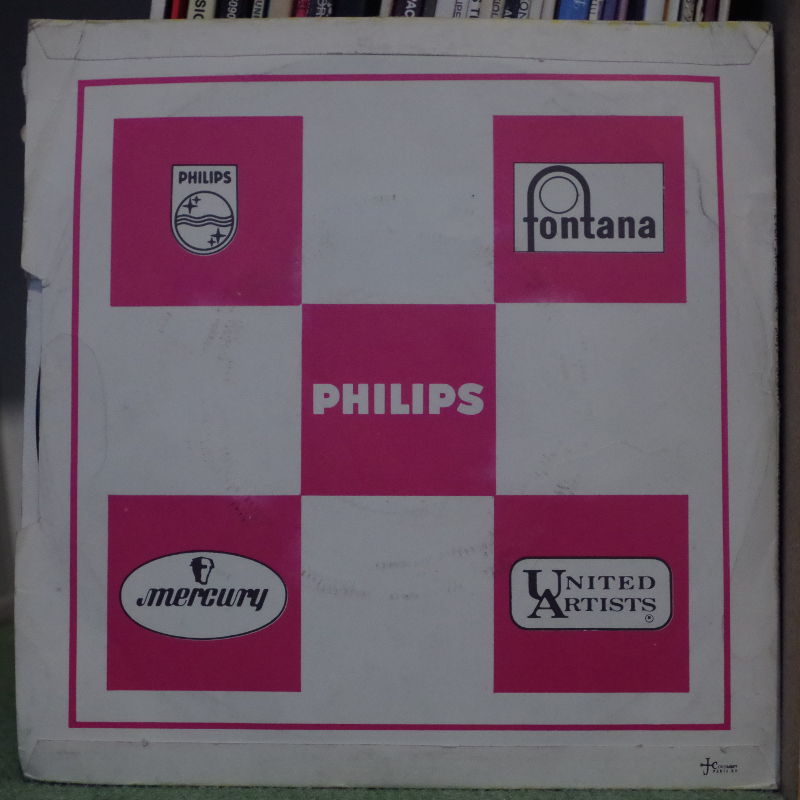 PHILIPS
fontana
PHILIPS
mercury
UNITED
ARTISTS